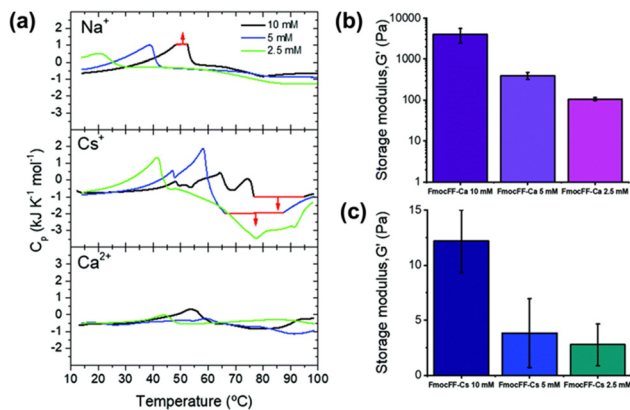 (a)
Na+
10 mM
5 mM
2.5 mM
1
0
-1
-2
-3
Cs+
1
0
-1
-2
-3
Ca2+
1
0
-1
-2
-3
Cp (kJ K-1 mol-1)
10 20 30 40 50 60 70 80 90 100
Temperature (ºC)
(b)
Storage modulus,G' (Pa)
10000
1000
100
10
1
FmocFF-Ca 10 mM FmocFF-Ca 5 mM FmocFF-Ca 2.5 mM
(c)
Storage modulus,G' (Pa)
15
10
5
0
FmocFF-Cs 10 mM FmocFF-Cs 5 mM FmocFF-Cs 2.5 mM